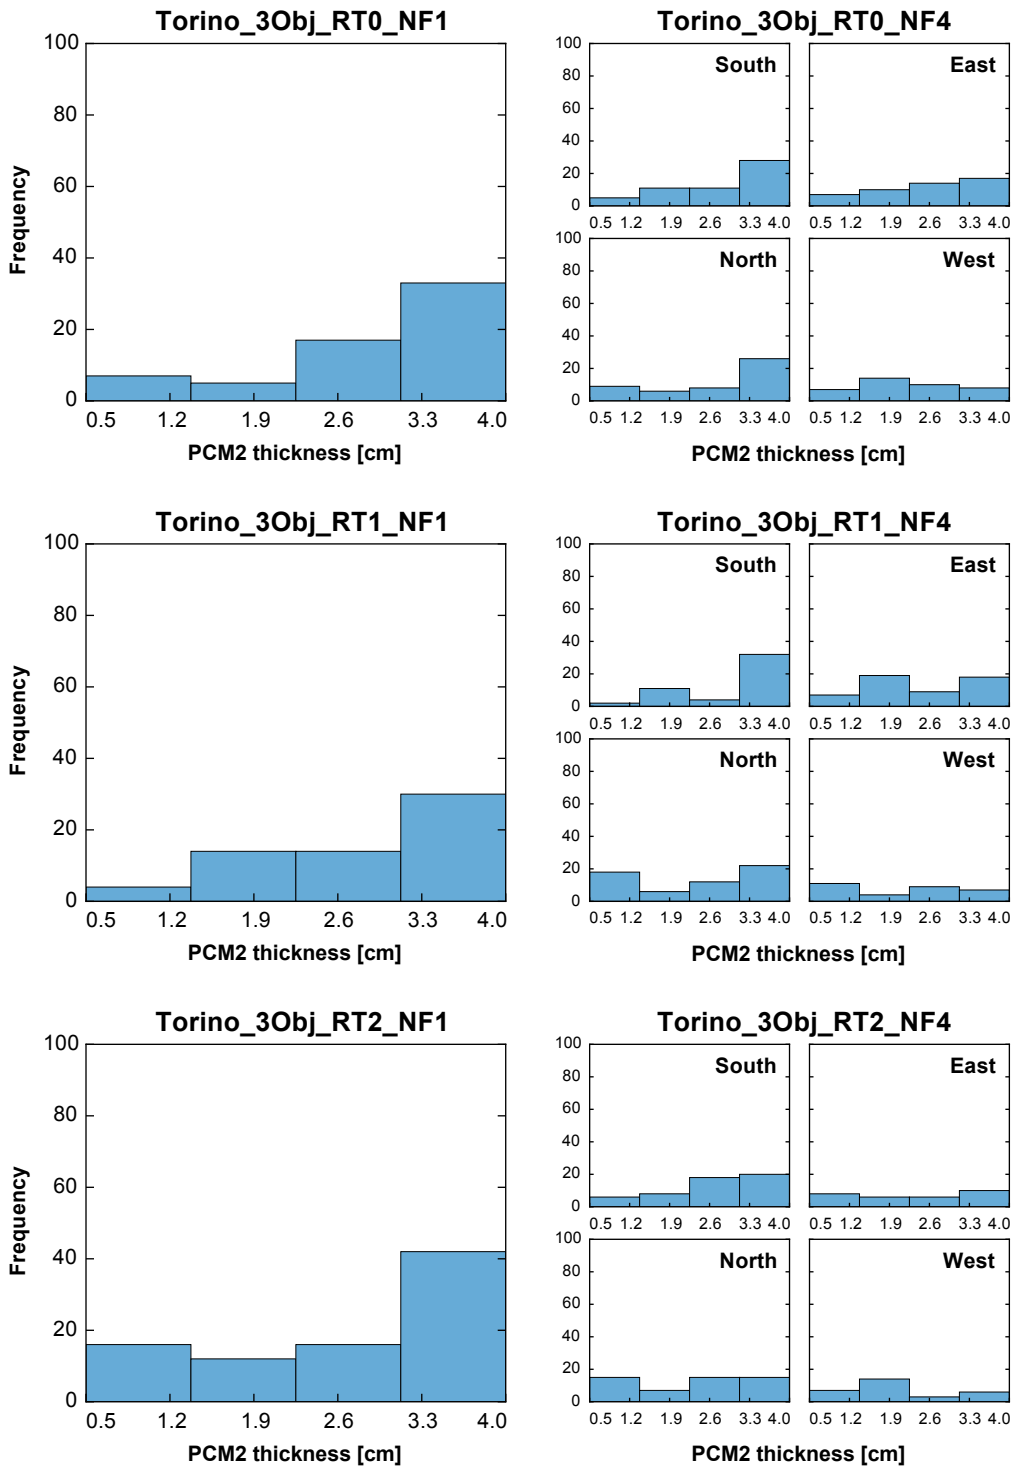 Torino_3Obj_RT0_NF1
100
80
60
40
20
0
Frequency
0.5 1.2 1.9 2.6 3.3 4.0
PCM2 thickness [cm]
Torino_3Obj_RT0_NF4
South
100
80
60
40
20
0
0.5 1.2 1.9 2.6 3.3 4.0
East
0.5 1.2 1.9 2.6 3.3 4.0
North
100
80
60
40
20
0
0.5 1.2 1.9 2.6 3.3 4.0
West
0.5 1.2 1.9 2.6 3.3 4.0
PCM2 thickness [cm]
Torino_3Obj_RT1_NF1
100
80
60
40
20
0
Frequency
0.5 1.2 1.9 2.6 3.3 4.0
PCM2 thickness [cm]
Torino_3Obj_RT1_NF4
South
100
80
60
40
20
0
0.5 1.2 1.9 2.6 3.3 4.0
East
0.5 1.2 1.9 2.6 3.3 4.0
North
100
80
60
40
20
0
0.5 1.2 1.9 2.6 3.3 4.0
West
0.5 1.2 1.9 2.6 3.3 4.0
PCM2 thickness [cm]
Torino_3Obj_RT2_NF1
100
80
60
40
20
0
Frequency
0.5 1.2 1.9 2.6 3.3 4.0
PCM2 thickness [cm]
Torino_3Obj_RT2_NF4
South
100
80
60
40
20
0
0.5 1.2 1.9 2.6 3.3 4.0
East
0.5 1.2 1.9 2.6 3.3 4.0
North
100
80
60
40
20
0
0.5 1.2 1.9 2.6 3.3 4.0
West
0.5 1.2 1.9 2.6 3.3 4.0
PCM2 thickness [cm]